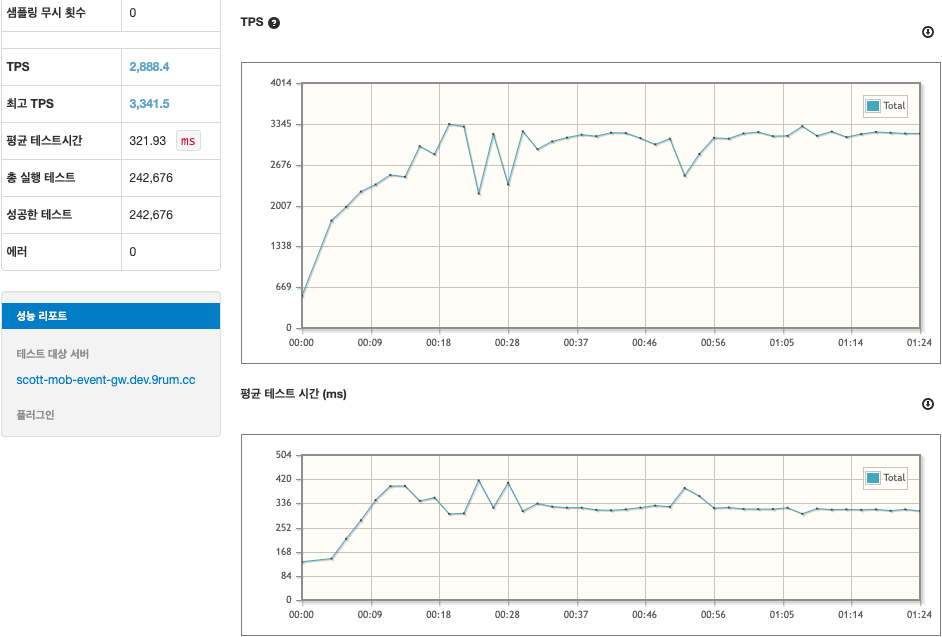 샘플링 무시 횟수 0
TPS 2,888.4
최고 TPS 3,341.5
평균 테스트시간 321.93 ms
총 실행 테스트 242,676
성공한 테스트 242,676
에러 0
성능 리포트
테스트 대상 서버
scott-mob-event-gw.dev.9rum.cc
플러그인
TPS ?
4014
3345
2676
2007
1338
669
0
Total
00:00 00:09 00:18 00:28 00:37 00:46 00:56 01:05 01:14 01:24
평균 테스트 시간 (ms)
504
420
336
252
168
84
0
Total
00:00 00:09 00:18 00:28 00:37 00:46 00:56 01:05 01:14 01:24